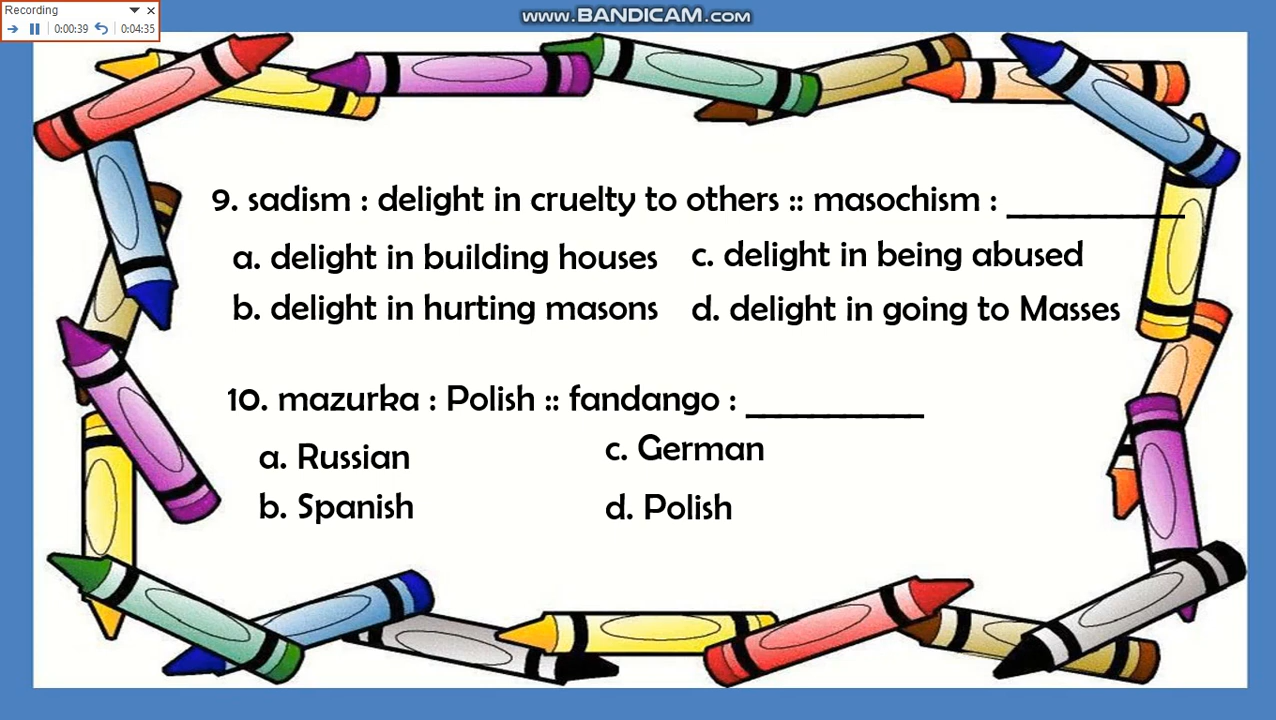 Recording
0:00:39 0:04:35
www.BANDICAM.com
9. sadism : delight in cruelty to others :: masochism : ___________
a. delight in building houses
c. delight in being abused
b. delight in hurting masons
d. delight in going to Masses
10. mazurka : Polish :: fandango : ___________
a. Russian
c. German
b. Spanish
d. Polish